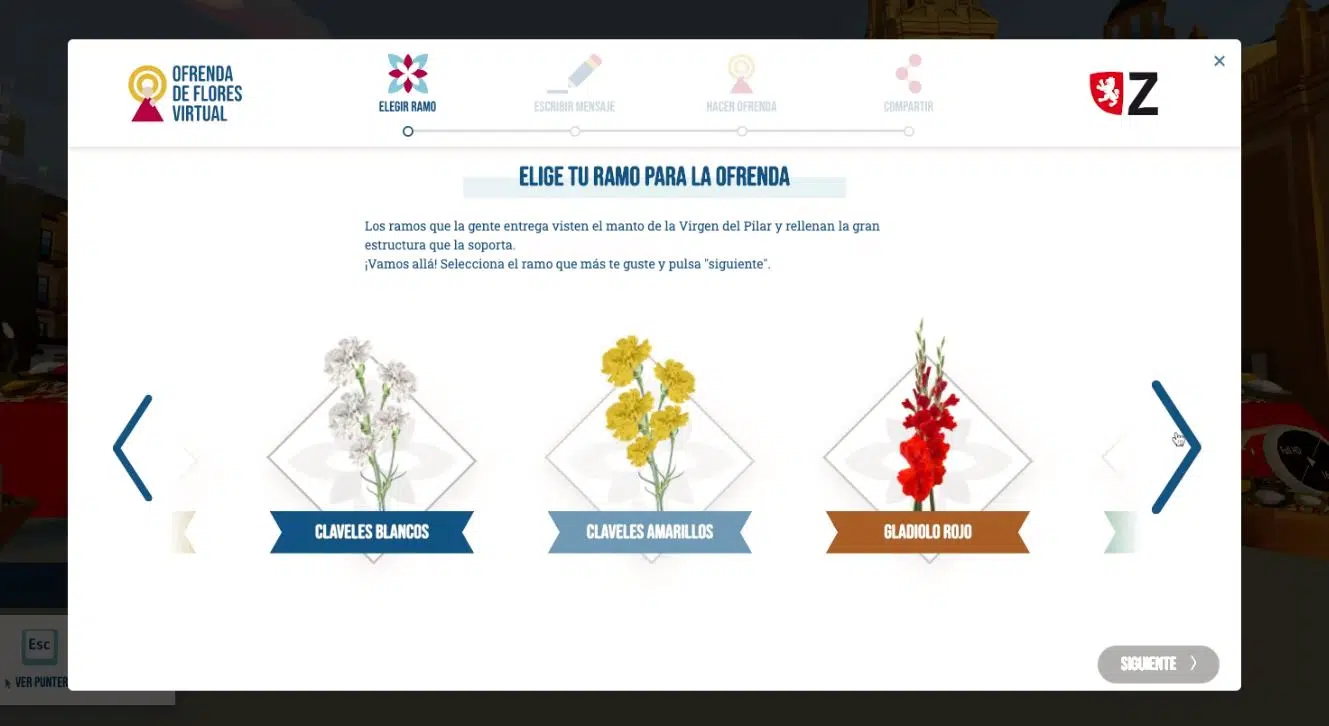 OFRENDA
DE FLORES
VIRTUAL
ELEGIR RAMO
ESCRIBIR MENSAJE
HACER OFRENDA
COMPARTIR
Z
ELIGE TU RAMO PARA LA OFRENDA
Los ramos que la gente entrega visten el manto de la Virgen del Pilar y rellenan la gran
estructura que la soporta.
¡Vamos allá! Selecciona el ramo que más te guste y pulsa "siguiente".
CLAVELES BLANCOS
CLAVELES AMARILLOS
GLADIOLO ROJO
Full HD
Esc
VER PUNTER
SIGUIENTE